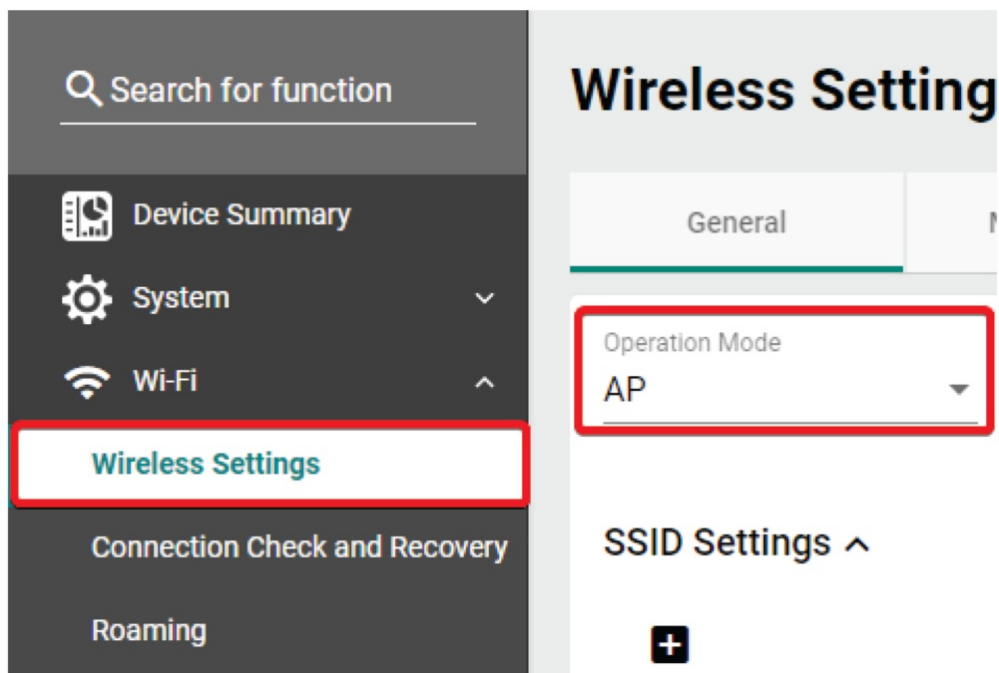 Search for function
Device Summary
System
Wi-Fi
Wireless Settings
Connection Check and Recovery
Roaming
Wireless Setting
General
Operation Mode
AP
SSID Settings